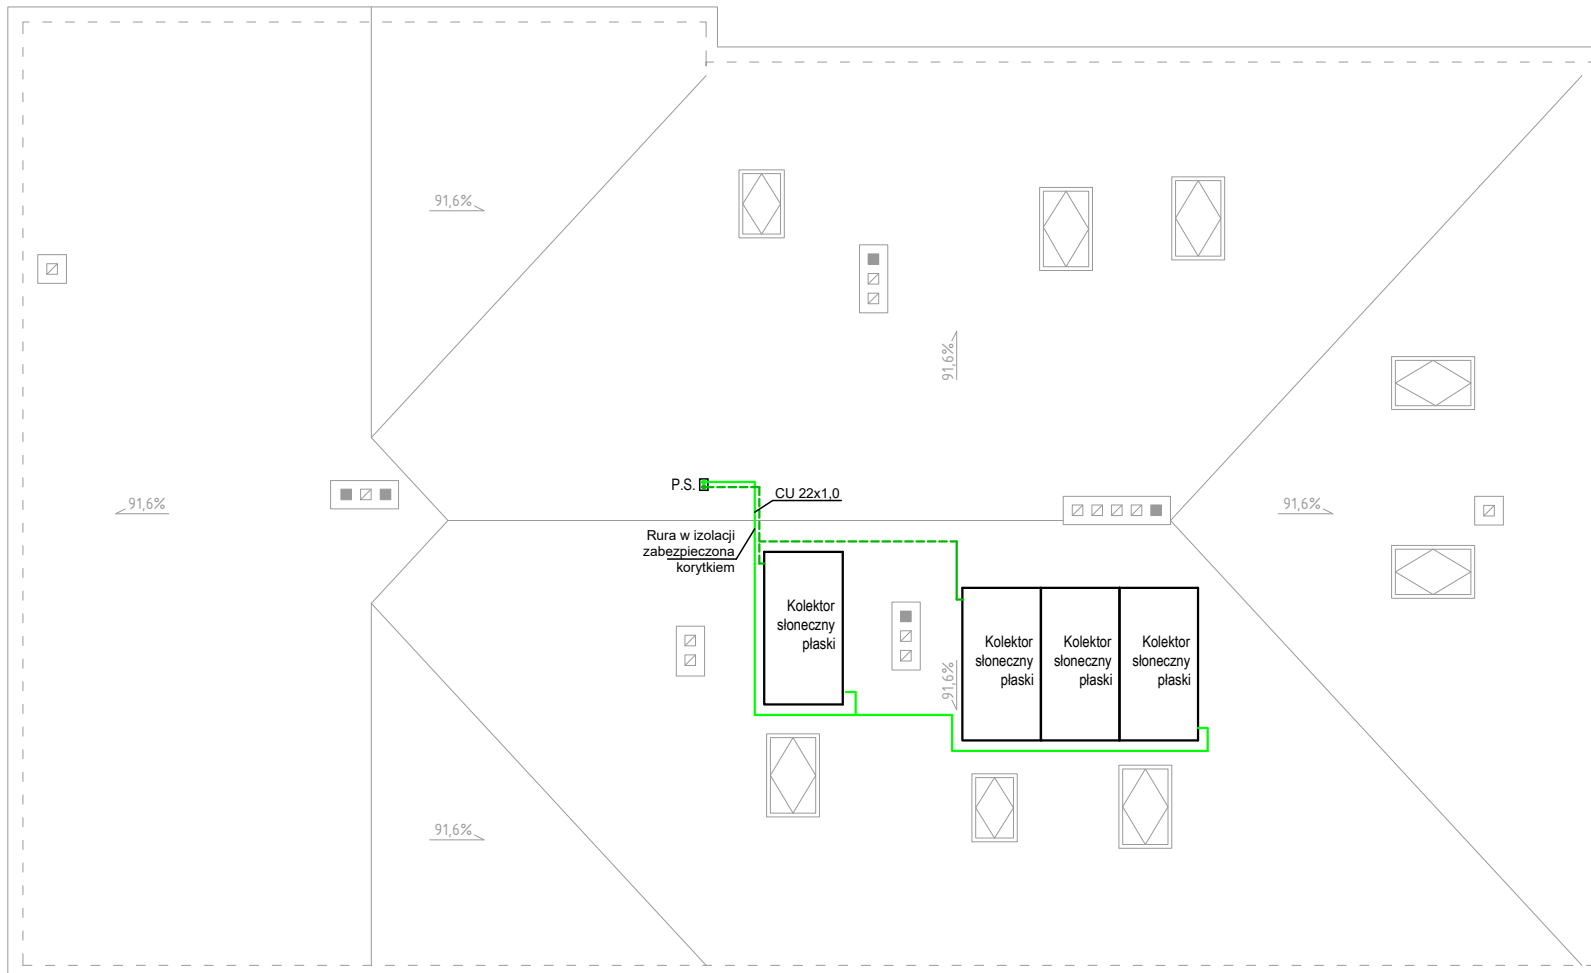 91,6%
91,6%
P.S.
CU 22x1,0
91,6%
91,6%
Rura w izolacji
zabezpieczona
korytkiem
Kolektor
słoneczny
płaski
Kolektor
słoneczny
płaski
Kolektor
słoneczny
płaski
Kolektor
słoneczny
płaski
91,6%
91,6%